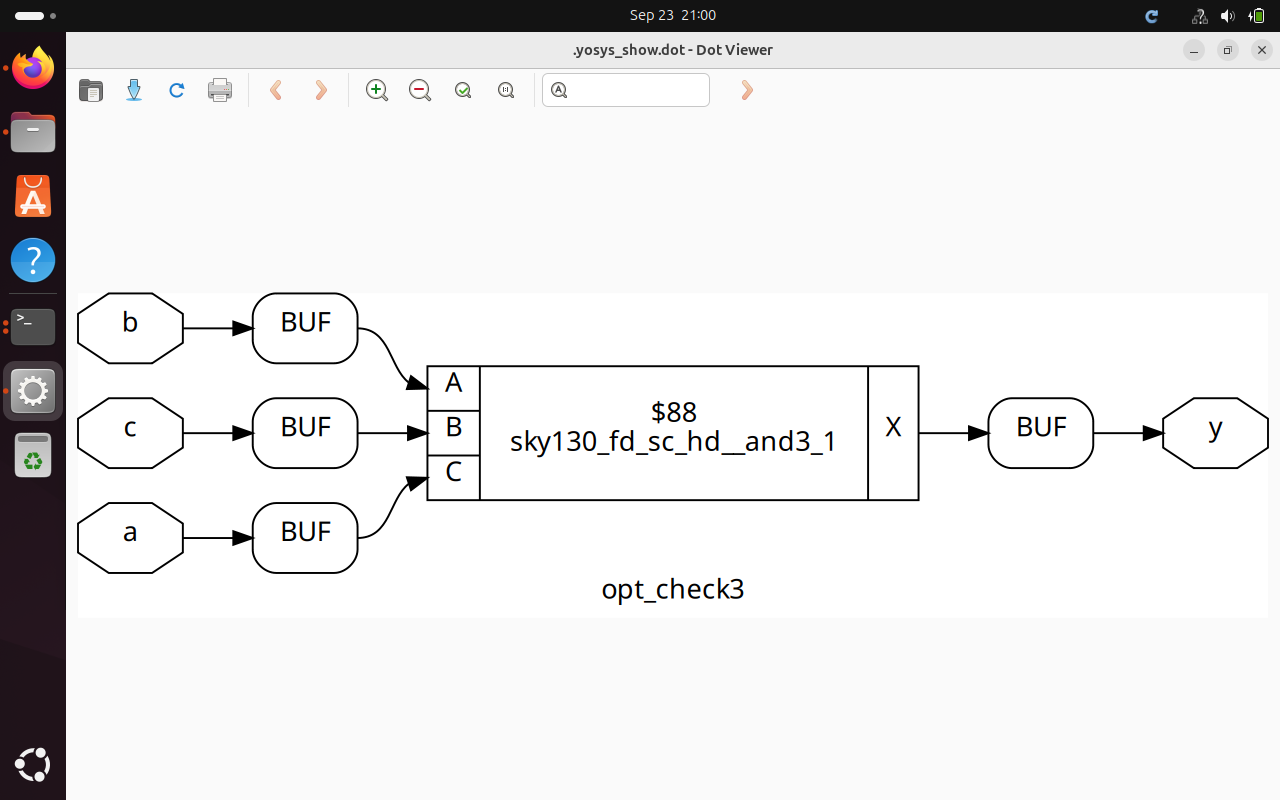 Sep 23 21:00
.yosys_show.dot - Dot Viewer
b
BUF
c
BUF
a
BUF
A
B
C
$88
sky130_fd_sc_hd__and3_1
X
BUF
y
opt_check3